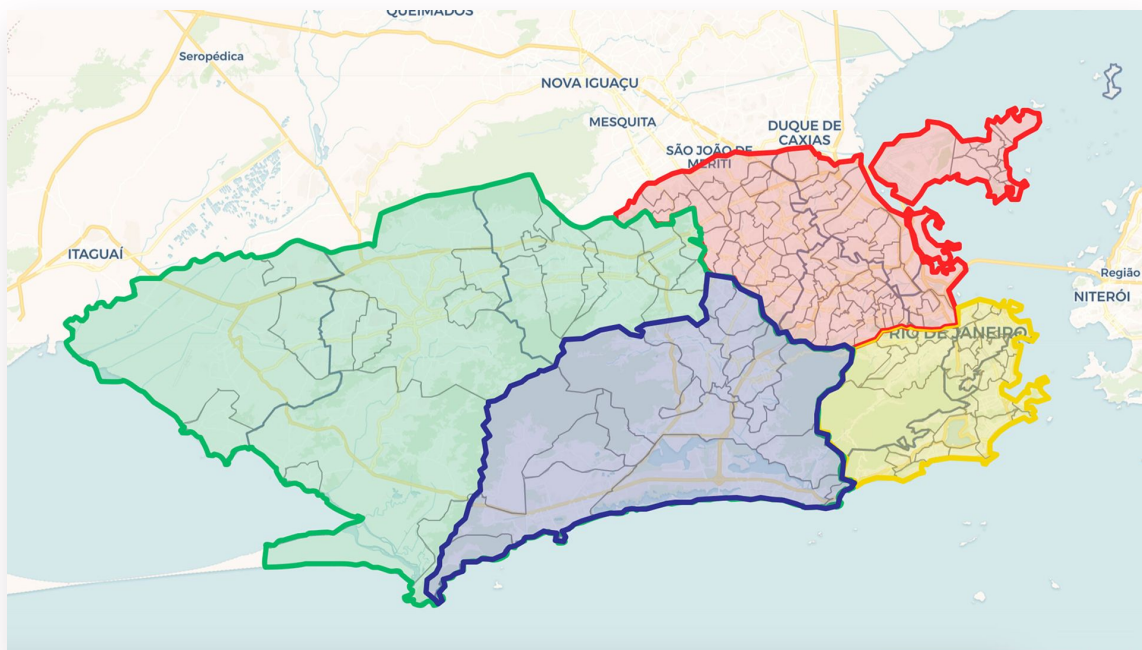 QUEIMADOS
Seropédica
NOVA IGUAÇU
MESQUITA
DUQUE DE
CAXIAS
SÃO JOÃO DE
MERITI
ITAGUAÍ
Região
NITERÓI
RIO DE JANEIRO